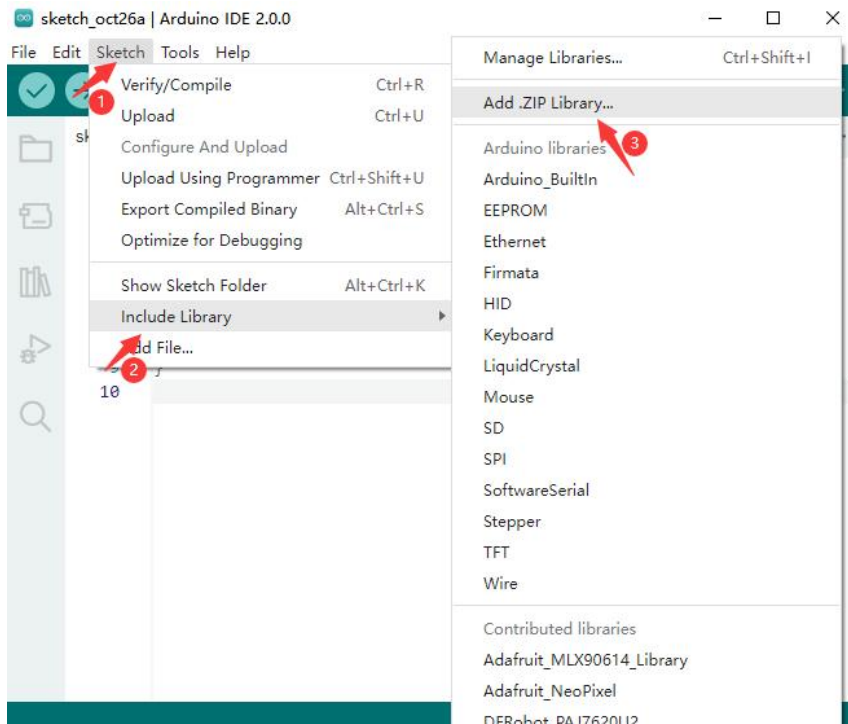 sketch_oct26a | Arduino IDE 2.0.0
File Edit Sketch Tools Help
1
Verify/Compile Ctrl+R
Upload Ctrl+U
Configure And Upload
Upload Using Programmer Ctrl+Shift+U
Export Compiled Binary Alt+Ctrl+S
Optimize for Debugging
Show Sketch Folder Alt+Ctrl+K
Include Library
File...
2
10
Manage Libraries... Ctrl+Shift+I
Add .ZIP Library...
3
Arduino libraries
Arduino_BuiltIn
EEPROM
Ethernet
Firmata
HID
Keyboard
LiquidCrystal
Mouse
SD
SPI
SoftwareSerial
Stepper
TFT
Wire
Contributed libraries
Adafruit_MLX90614_Library
Adafruit_NeoPixel
DFRobot_PAJ7620U2